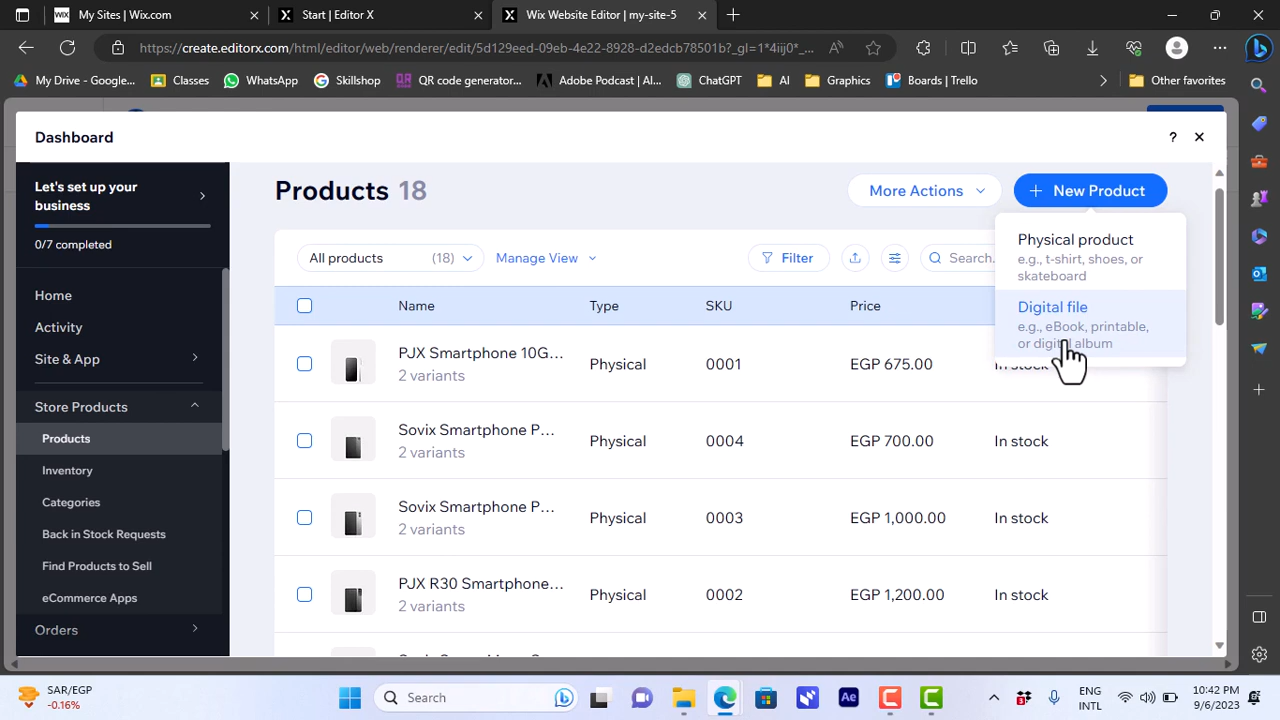 WIX My Sites | Wix.com
Start | Editor X
Wix Website Editor | my-site-5
https://create.editorx.com/html/editor/web/renderer/edit/5d129eed-09eb-4e22-8928-d2edcb78501b?_gl=1*4ij0*_...
My Drive - Google...
Classes
WhatsApp
Skillshop
QR code generator...
Adobe Podcast | AI...
ChatGPT
AI
Graphics
Boards | Trello
Other favorites
Dashboard
?
Let's set up your
business
0/7 completed
Home
Activity
Site & App
Store Products
Products
Inventory
Categories
Back in Stock Requests
Find Products to Sell
eCommerce Apps
Orders
Products 18
More Actions
+ New Product
Physical product
e.g., t-shirt, shoes, or
skateboard
Digital file
e.g., eBook, printable,
or digital album
All products (18)
Manage View
Filter
Search...
Name Type SKU Price
PJX Smartphone 10G...
2 variants
Physical 0001 EGP 675.00 In stock
Sovix Smartphone P...
2 variants
Physical 0004 EGP 700.00 In stock
Sovix Smartphone P...
2 variants
Physical 0003 EGP 1,000.00 In stock
PJX R30 Smartphone...
2 variants
Physical 0002 EGP 1,200.00 In stock
SAR/EGP
-0.16%
Search
Ae
ENG
INTL
10:42 PM
9/6/2023